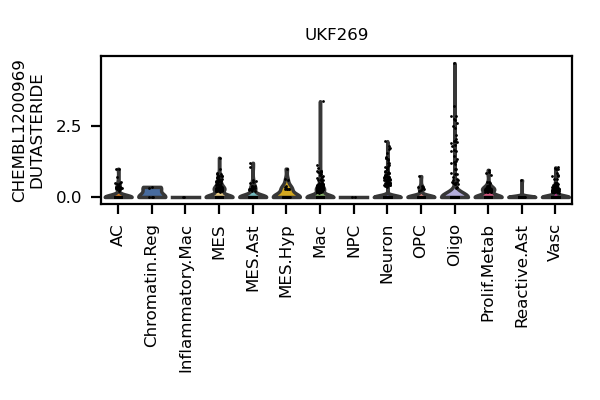 UKF269
CHEMBL1200969
DUTASTERIDE
2.5
0.0
AC
Chromatin.Reg
Inflammatory.Mac
MES
MES.Ast
MES.Hyp
Mac
NPC
Neuron
OPC
Oligo
Prolif.Metab
Reactive.Ast
Vasc